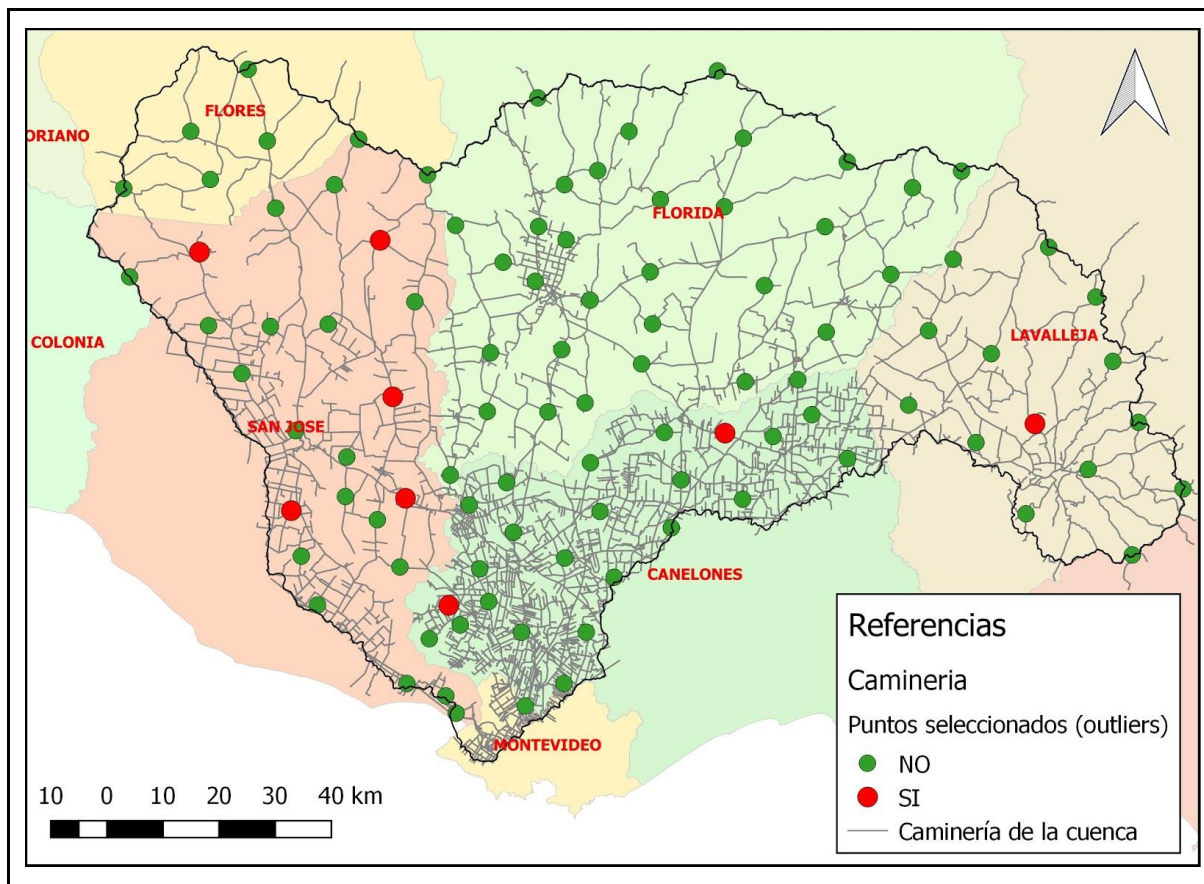 FLORES
ORIANO
FLORIDA
COLONIA
LAVALLEJA
SAN JOSE
CANELONES
MONTEVIDEO
10 0 10 20 30 40 km
Referencias
Camineria
Puntos seleccionados (outliers)
NO
SI
Caminería de la cuenca